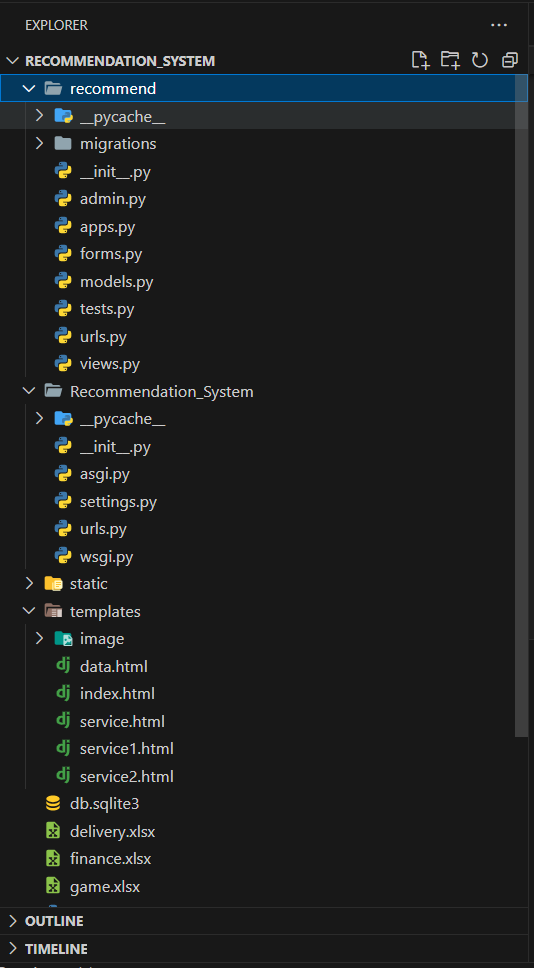 EXPLORER
RECOMMENDATION_SYSTEM
recommend
__pycache__
migrations
__init__.py
admin.py
apps.py
forms.py
models.py
tests.py
urls.py
views.py
Recommendation_System
__pycache__
__init__.py
asgi.py
settings.py
urls.py
wsgi.py
static
templates
image
dj data.html
dj index.html
dj service.html
dj service1.html
dj service2.html
db.sqlite3
delivery.xlsx
finance.xlsx
game.xlsx
OUTLINE
TIMELINE